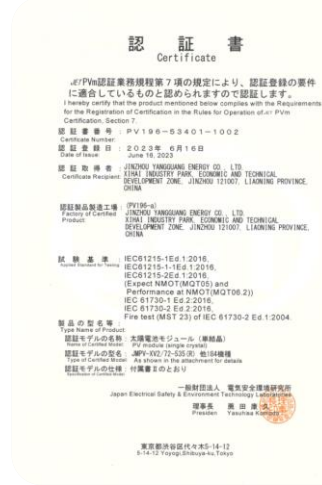 認 証 書
Certificate
JET PVm認証業務規程第7項の規定により、認証登録の要件
に適合しているものと認められますので認証します。
I hereby certify that the product mentioned below complies with the Requirements
for the Registration of Certification in the Rules for Operation of JET PVm
Certification, Section 7.
認 証 書 番 号 : PV196-53401-1002
Certificate Number:
認 証 登 録 日 : 2023年 6月16日
Date of Issue: June 16, 2023
認 証 取 得 者 : JINZHOU YANGGUANG ENERGY CO., LTD.
Certificate Recipient: XIHAI INDUSTRY PARK, ECONOMIC AND TECHNICAL
DEVELOPMENT ZONE, JINZHOU 121007, LIAONING PROVINCE,
CHINA
認証製品製造工場 : (PV196-a)
Factory of Certified JINZHOU YANGGUANG ENERGY CO., LTD.
Product: XIHAI INDUSTRY PARK, ECONOMIC AND TECHNICAL
DEVELOPMENT ZONE, JINZHOU 121007, LIAONING PROVINCE,
CHINA
試 験 基 準 : IEC61215-1Ed.1:2016,
Applied Standard for Testing IEC61215-1-1Ed.1:2016,
IEC61215-2Ed.1:2016,
(Expect NMOT(MQT05) and
Performance at NMOT(MQT06.2))
IEC 61730-1 Ed.2:2016,
IEC 61730-2 Ed.2:2016,
Fire test (MST 23) of IEC 61730-2 Ed.1:2004.
製 品 の 型 名 等 :
Type Name of Product:
認証モデルの名称 : 太陽電池モジュール（単結晶）
Name of Certified Model: PV module (single crystal)
認証モデルの型名 : JMPV-XV2/72-535(R) 他104機種
Type of Certified Model: As shown in the attachment for details
認証モデルの仕様 : 付属書Ⅱのとおり
Specification of Certified Model:
一般財団法人 電気安全環境研究所
Japan Electrical Safety & Environment Technology Laboratories
理事長 薦田 康久
President Yasuhisa Komoda
東京都渋谷区代々木5-14-12
5-14-12 Yoyogi,Shibuya-ku,Tokyo